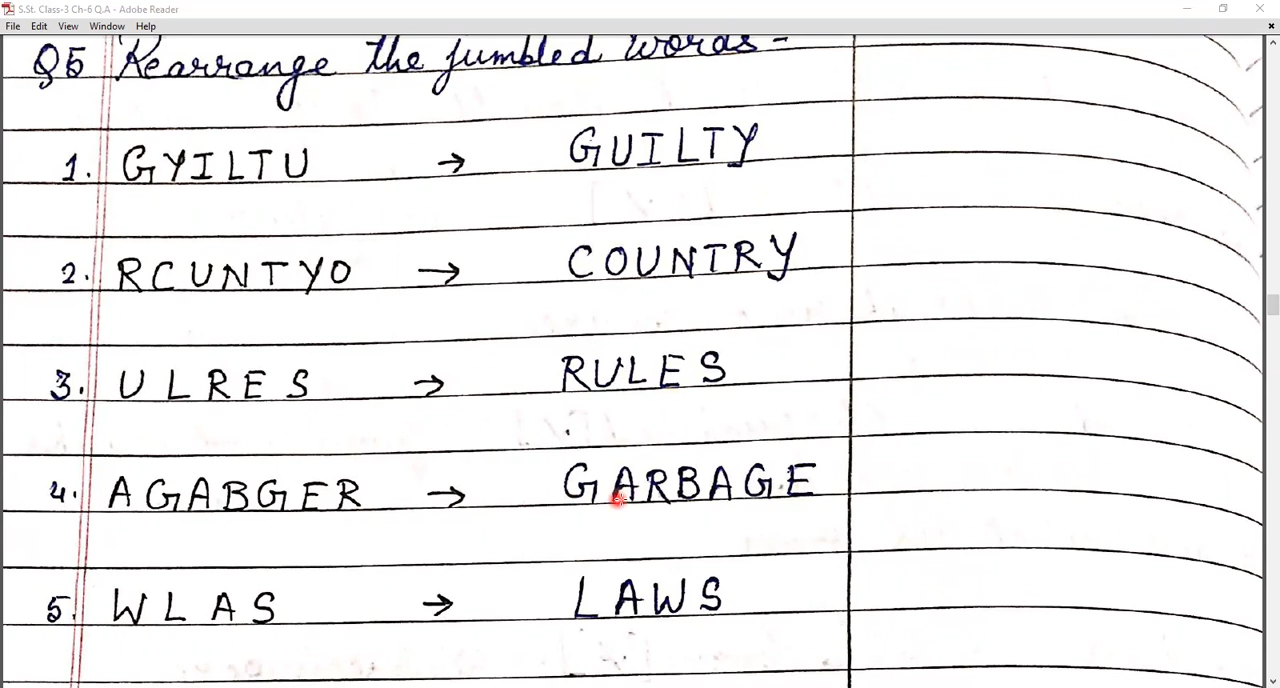 S.St. Class-3 Ch-6 Q.A - Adobe Reader
File Edit View Window Help
Q5 Rearrange the jumbled words-
1. GYILTU → GUILTY
2. RCUNTYO → COUNTRY
3. ULRES → RULES
4. AGABGER → GARBAGE
5. WLAS → LAWS